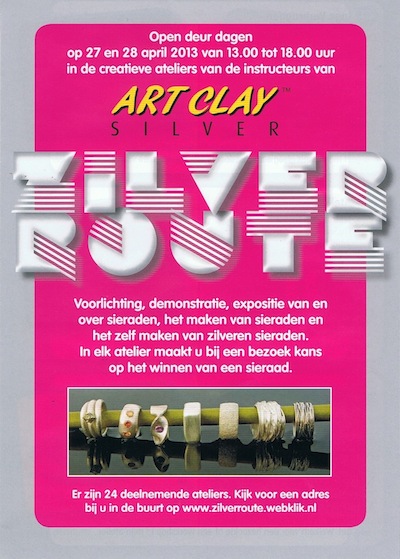 Open deur dagen
op 27 en 28 april 2013 van 13.00 tot 18.00 uur
in de creatieve ateliers van de instructeurs van
ART CLAY™
SILVER
ZILVER
ROUTE
Voorlichting, demonstratie, expositie van en
over sieraden, het maken van sieraden en
het zelf maken van zilveren sieraden.
In elk atelier maakt u bij een bezoek kans
op het winnen van een sieraad.
Er zijn 24 deelnemende ateliers. Kijk voor een adres
bij u in de buurt op www.zilverroute.webklik.nl